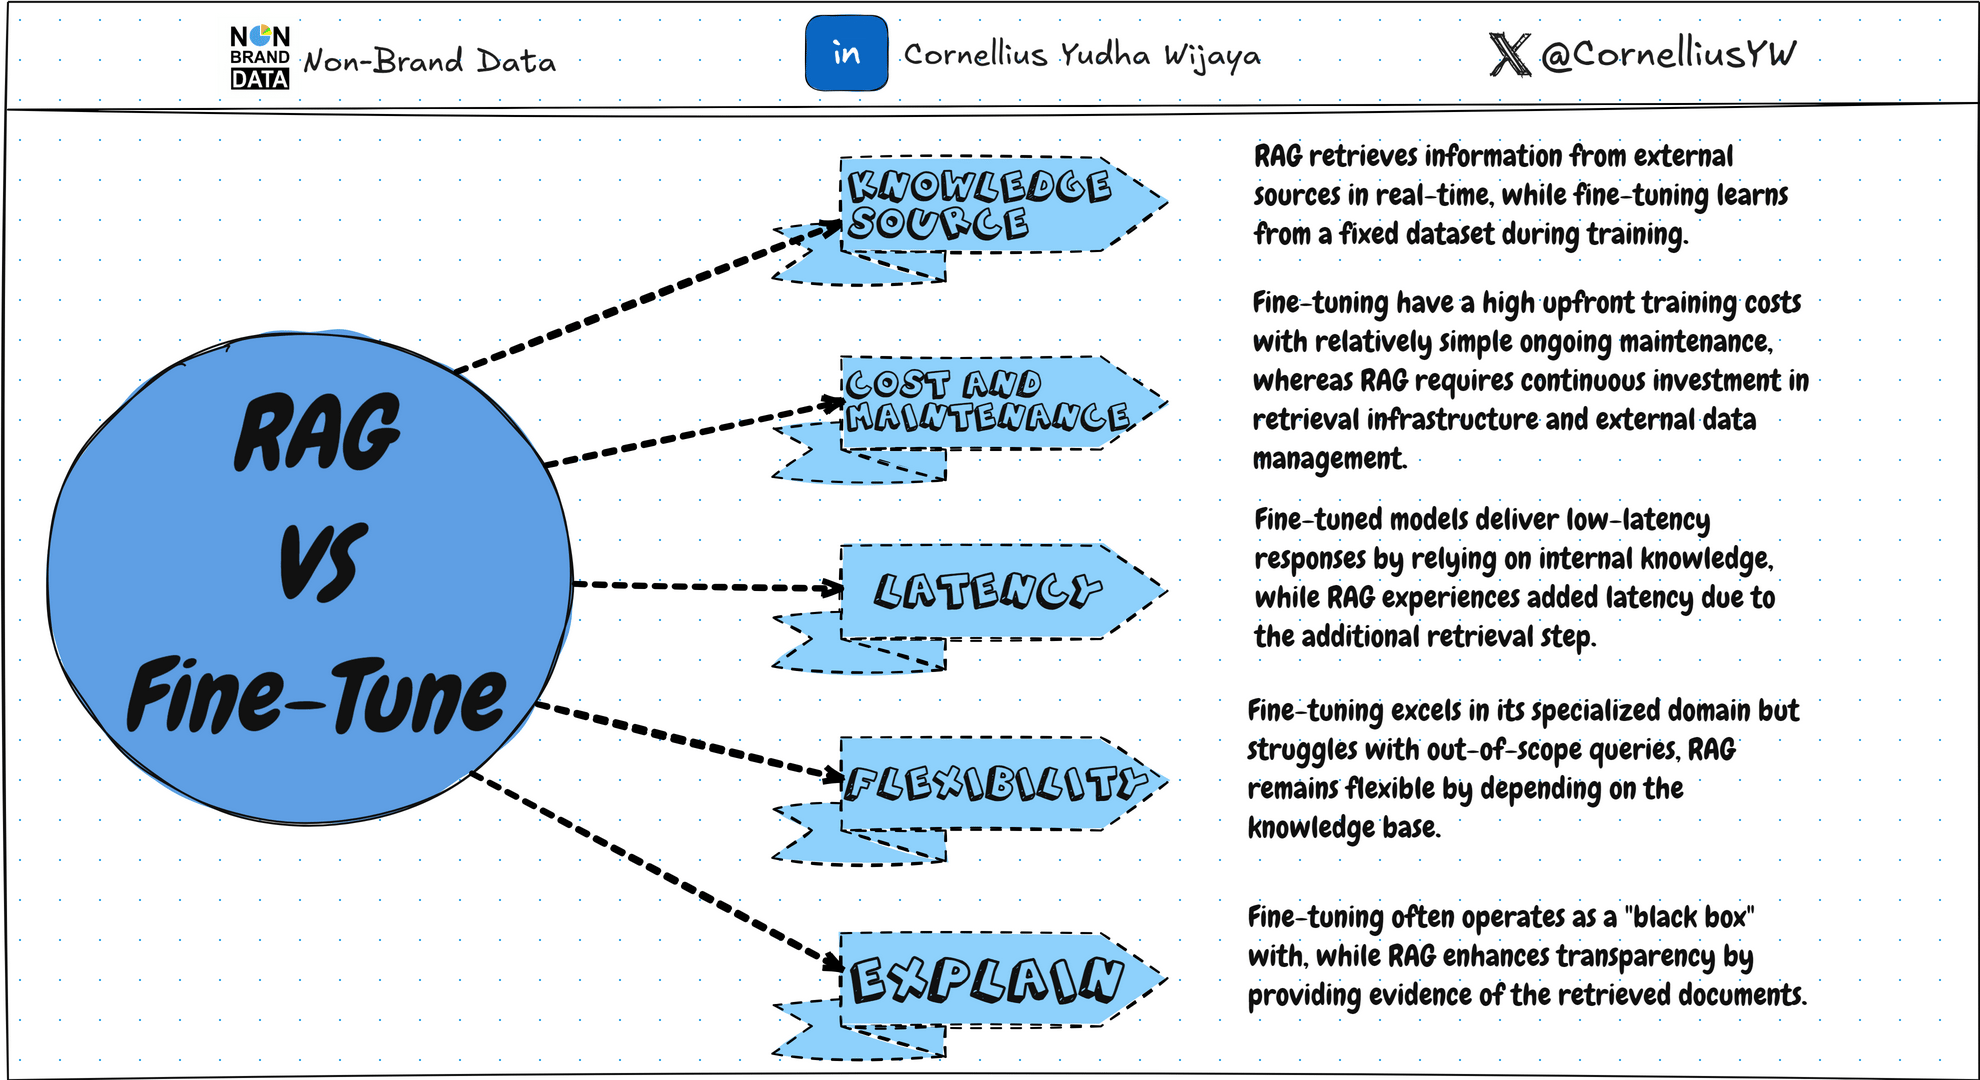 NON
BRAND
DATA
Non-Brand Data
in
Cornellius Yudha Wijaya
X @CornelliusYW
RAG
VS
Fine-Tune
KNOWLEDGE
SOURCE
RAG retrieves information from external
sources in real-time, while fine-tuning learns
from a fixed dataset during training.
COST AND
MAINTENANCE
Fine-tuning have a high upfront training costs
with relatively simple ongoing maintenance,
whereas RAG requires continuous investment in
retrieval infrastructure and external data
management.
LATENCY
Fine-tuned models deliver low-latency
responses by relying on internal knowledge,
while RAG experiences added latency due to
the additional retrieval step.
FLEXIBILITY
Fine-tuning excels in its specialized domain but
struggles with out-of-scope queries, RAG
remains flexible by depending on the
knowledge base.
EXPLAIN
Fine-tuning often operates as a "black box"
with, while RAG enhances transparency by
providing evidence of the retrieved documents.